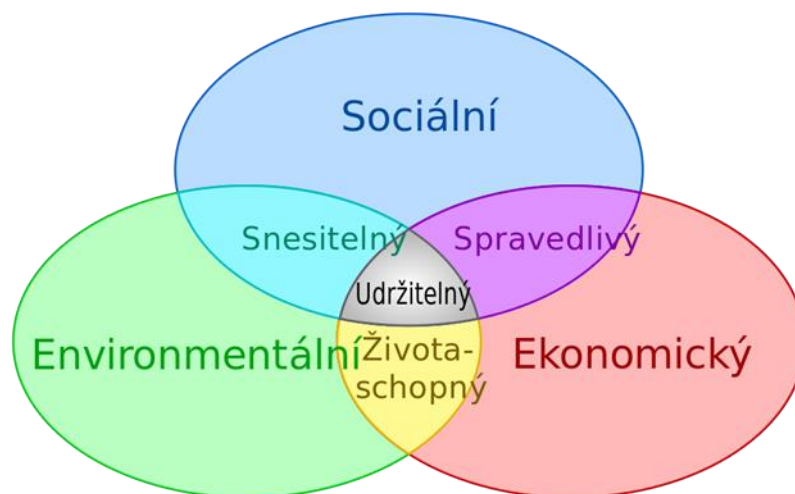 Sociální
Snesitelný
Spravedlivý
Udržitelný
Environmentální
Života-
schopný
Ekonomický